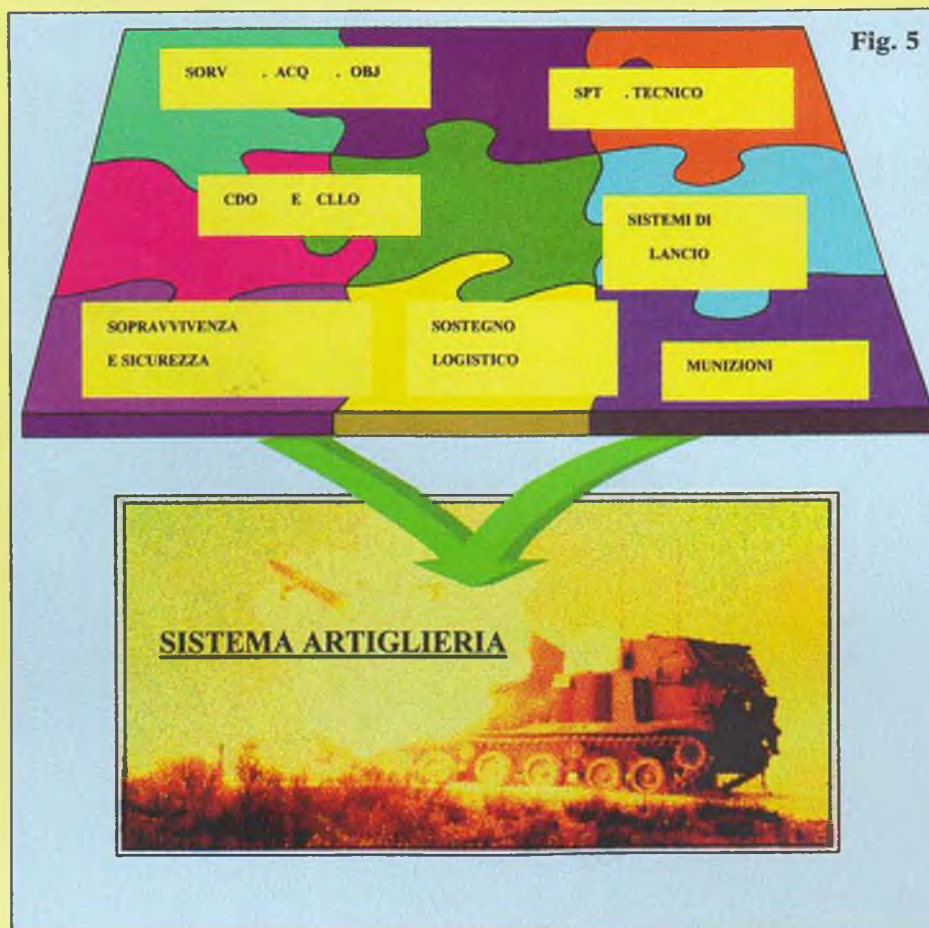 Fig. 5
SORV . ACQ . OBJ
SPT . TECNICO
CDO E CLLO
SISTEMI DI
LANCIO
SOPRAVVIVENZA
E SICUREZZA
SOSTEGNO
LOGISTICO
MUNIZIONI
SISTEMA ARTIGLIERIA